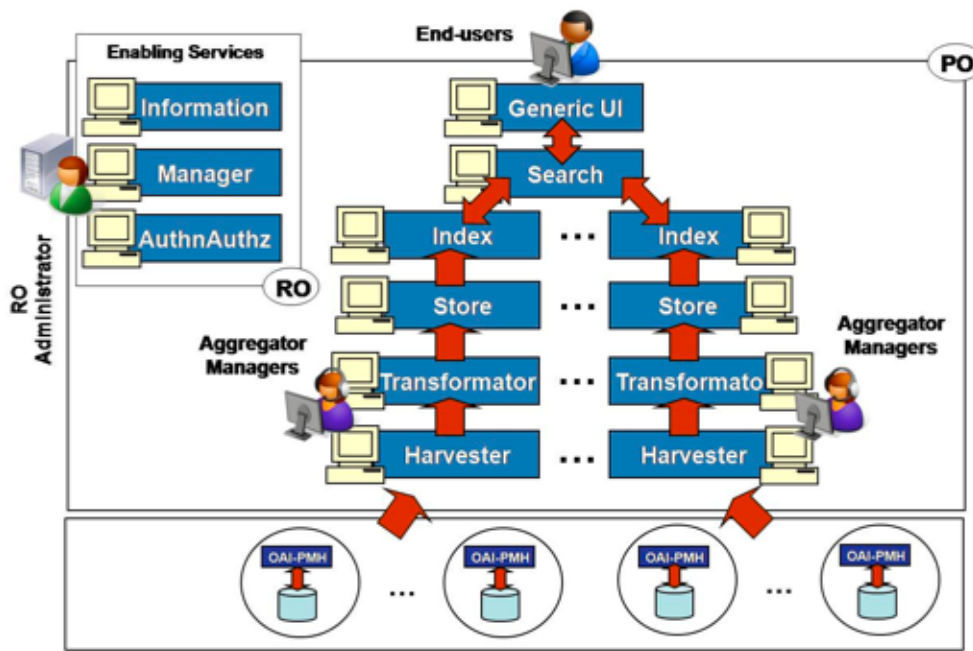 End-users
Enabling Services
PO
Information
Generic UI
Manager
Search
AuthnAuthz
Index
...
Index
RO
RO
Administrator
Store
...
Store
Aggregator
Managers
Aggregator
Managers
Transformator
...
Transformato
Harvester
...
Harvester
OAI-PMH
...
OAI-PMH
OAI-PMH
...
OAI-PMH